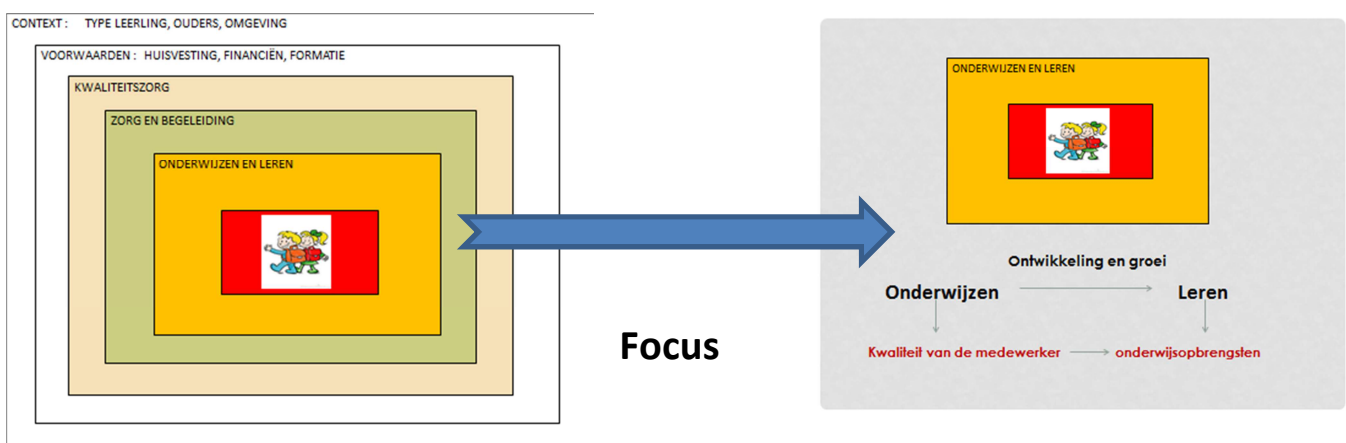 CONTEXT : TYPE LEERLING, OUDERS, OMGEVING
VOORWAARDEN : HUISVESTING, FINANCIËN, FORMATIE
KWALITEITSZORG
ZORG EN BEGELEIDING
ONDERWIJZEN EN LEREN
Focus
ONDERWIJZEN EN LEREN
Ontwikkeling en groei
Onderwijzen Leren
Kwaliteit van de medewerker onderwijsopbrengsten